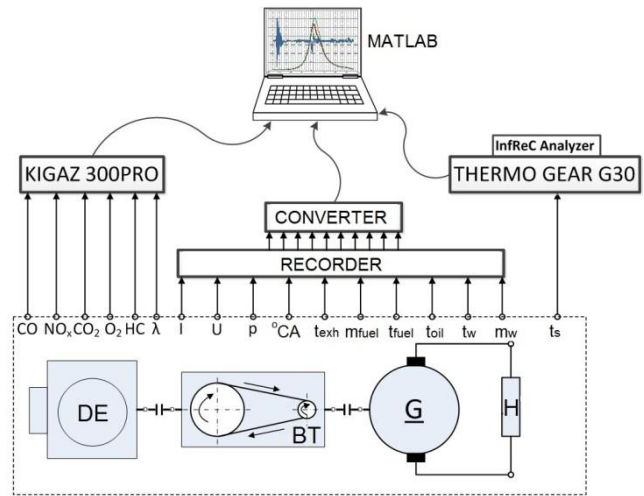 MATLAB
InfReC Analyzer
KIGAZ 300PRO
THERMO GEAR G30
CONVERTER
RECORDER
CO NOx CO2 O2 HC λ I U p °CA texh mfuel tfuel toil tw mw ts
DE
BT
G
H